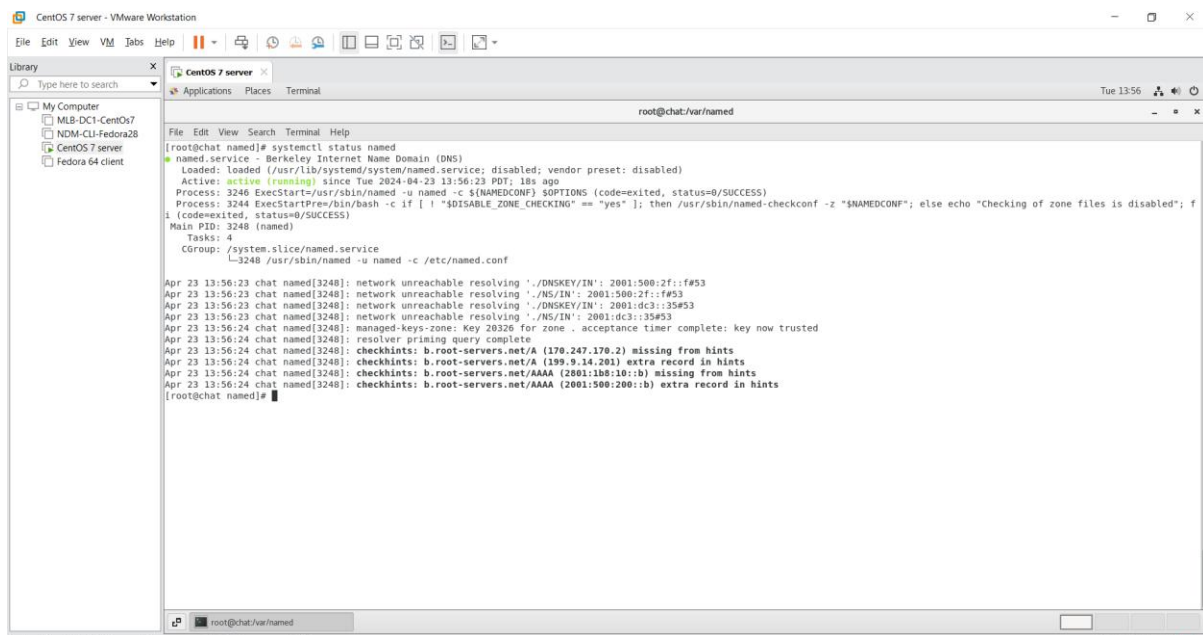 CentOS 7 server - VMware Workstation
File Edit View VM Tabs Help
Library
Type here to search
My Computer
MLB-DC1-CentOs7
NDM-CLI-Fedora28
CentOS 7 server
Fedora 64 client
CentOS 7 server
Applications Places Terminal
Tue 13:56
root@chat:/var/named
File Edit View Search Terminal Help
[root@chat named]# systemctl status named
● named.service - Berkeley Internet Name Domain (DNS)
Loaded: loaded (/usr/lib/systemd/system/named.service; disabled; vendor preset: disabled)
Active: active (running) since Tue 2024-04-23 13:56:23 PDT; 18s ago
Process: 3246 ExecStart=/usr/sbin/named -u named -c ${NAMEDCONF} $OPTIONS (code=exited, status=0/SUCCESS)
Process: 3244 ExecStartPre=/bin/bash -c if [ ! "$DISABLE_ZONE_CHECKING" == "yes" ]; then /usr/sbin/named-checkconf -z "$NAMEDCONF"; else echo "Checking of zone files is disabled"; f
i (code=exited, status=0/SUCCESS)
Main PID: 3248 (named)
Tasks: 4
CGroup: /system.slice/named.service
└─3248 /usr/sbin/named -u named -c /etc/named.conf
Apr 23 13:56:23 chat named[3248]: network unreachable resolving './DNSKEY/IN': 2001:500:2f::f#53
Apr 23 13:56:23 chat named[3248]: network unreachable resolving './NS/IN': 2001:500:2f::f#53
Apr 23 13:56:23 chat named[3248]: network unreachable resolving './DNSKEY/IN': 2001:dc3::35#53
Apr 23 13:56:23 chat named[3248]: network unreachable resolving './NS/IN': 2001:dc3::35#53
Apr 23 13:56:24 chat named[3248]: managed-keys-zone: Key 20326 for zone . acceptance timer complete: key now trusted
Apr 23 13:56:24 chat named[3248]: resolver priming query complete
Apr 23 13:56:24 chat named[3248]: checkhints: b.root-servers.net/A (170.247.170.2) missing from hints
Apr 23 13:56:24 chat named[3248]: checkhints: b.root-servers.net/A (199.9.14.201) extra record in hints
Apr 23 13:56:24 chat named[3248]: checkhints: b.root-servers.net/AAAA (2801:1b8:10::b) missing from hints
Apr 23 13:56:24 chat named[3248]: checkhints: b.root-servers.net/AAAA (2001:500:200::b) extra record in hints
[root@chat named]#
root@chat:/var/named